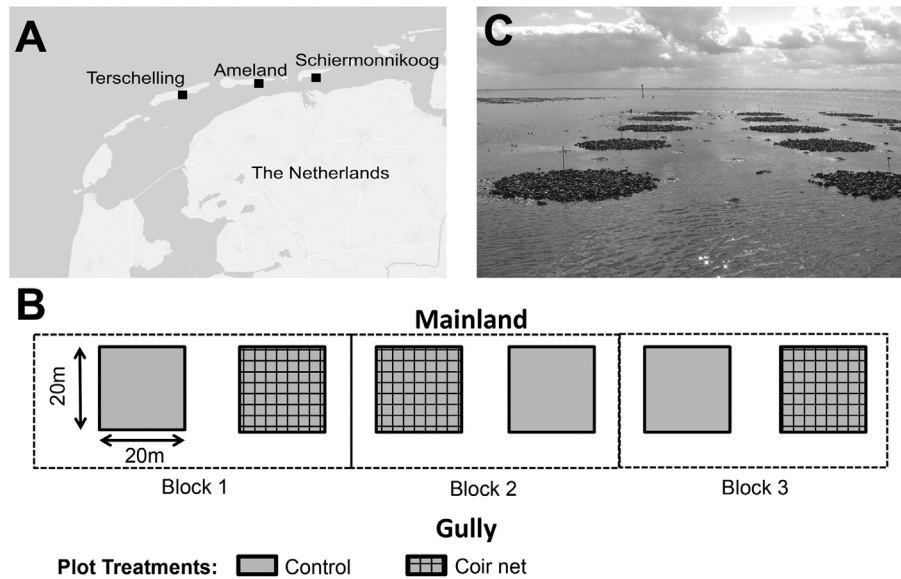 A
Terschelling
Ameland
Schiermonnikoog
The Netherlands
C
B
Mainland
20m
20m
Block 1
Block 2
Block 3
Gully
Plot Treatments: Control Coir net